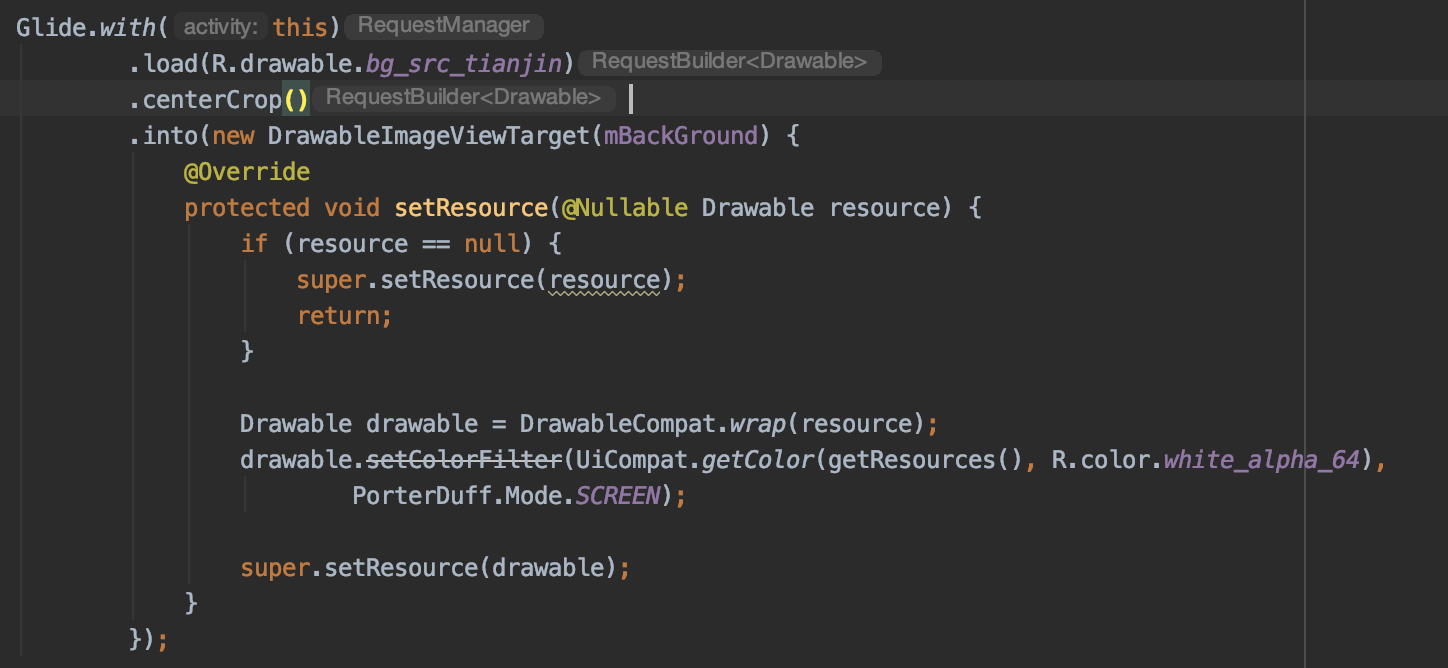 Glide.with( activity: this) RequestManager
.load(R.drawable.bg_src_tianjin) RequestBuilder<Drawable>
.centerCrop() RequestBuilder<Drawable>
.into(new DrawableImageViewTarget(mBackGround) {
@Override
protected void setResource(@Nullable Drawable resource) {
if (resource == null) {
super.setResource(resource);
return;
}
Drawable drawable = DrawableCompat.wrap(resource);
drawable.setColorFilter(UiCompat.getColor(getResources(), R.color.white_alpha_64),
PorterDuff.Mode.SCREEN);
super.setResource(drawable);
}
});